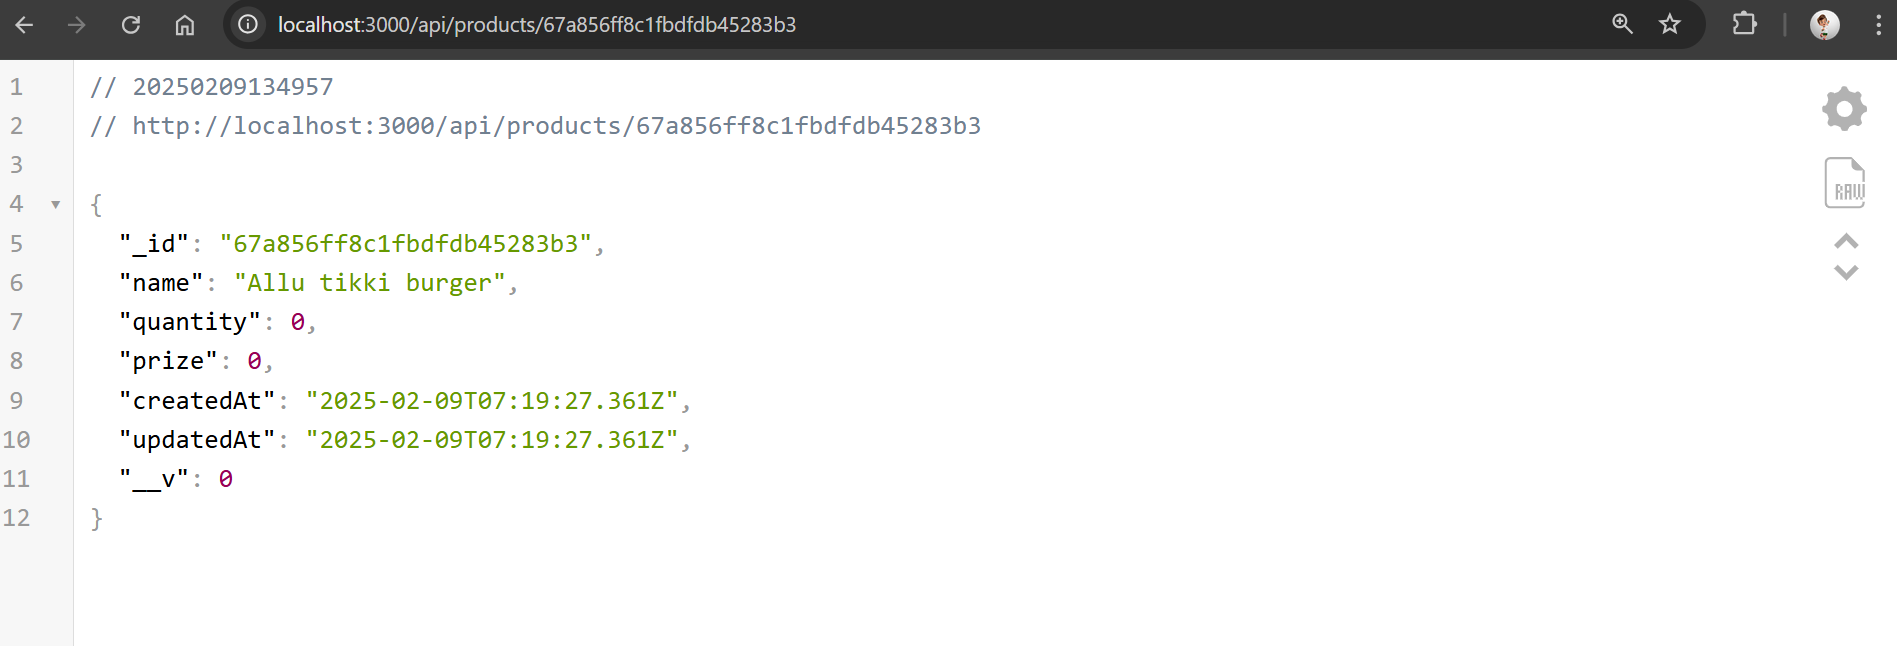 localhost:3000/api/products/67a856ff8c1fbdfdb45283b3
1 // 20250209134957
2 // http://localhost:3000/api/products/67a856ff8c1fbdfdb45283b3
3
4 {
5 "_id": "67a856ff8c1fbdfdb45283b3",
6 "name": "Allu tikki burger",
7 "quantity": 0,
8 "prize": 0,
9 "createdAt": "2025-02-09T07:19:27.361Z",
10 "updatedAt": "2025-02-09T07:19:27.361Z",
11 "__v": 0
12 }
RAW